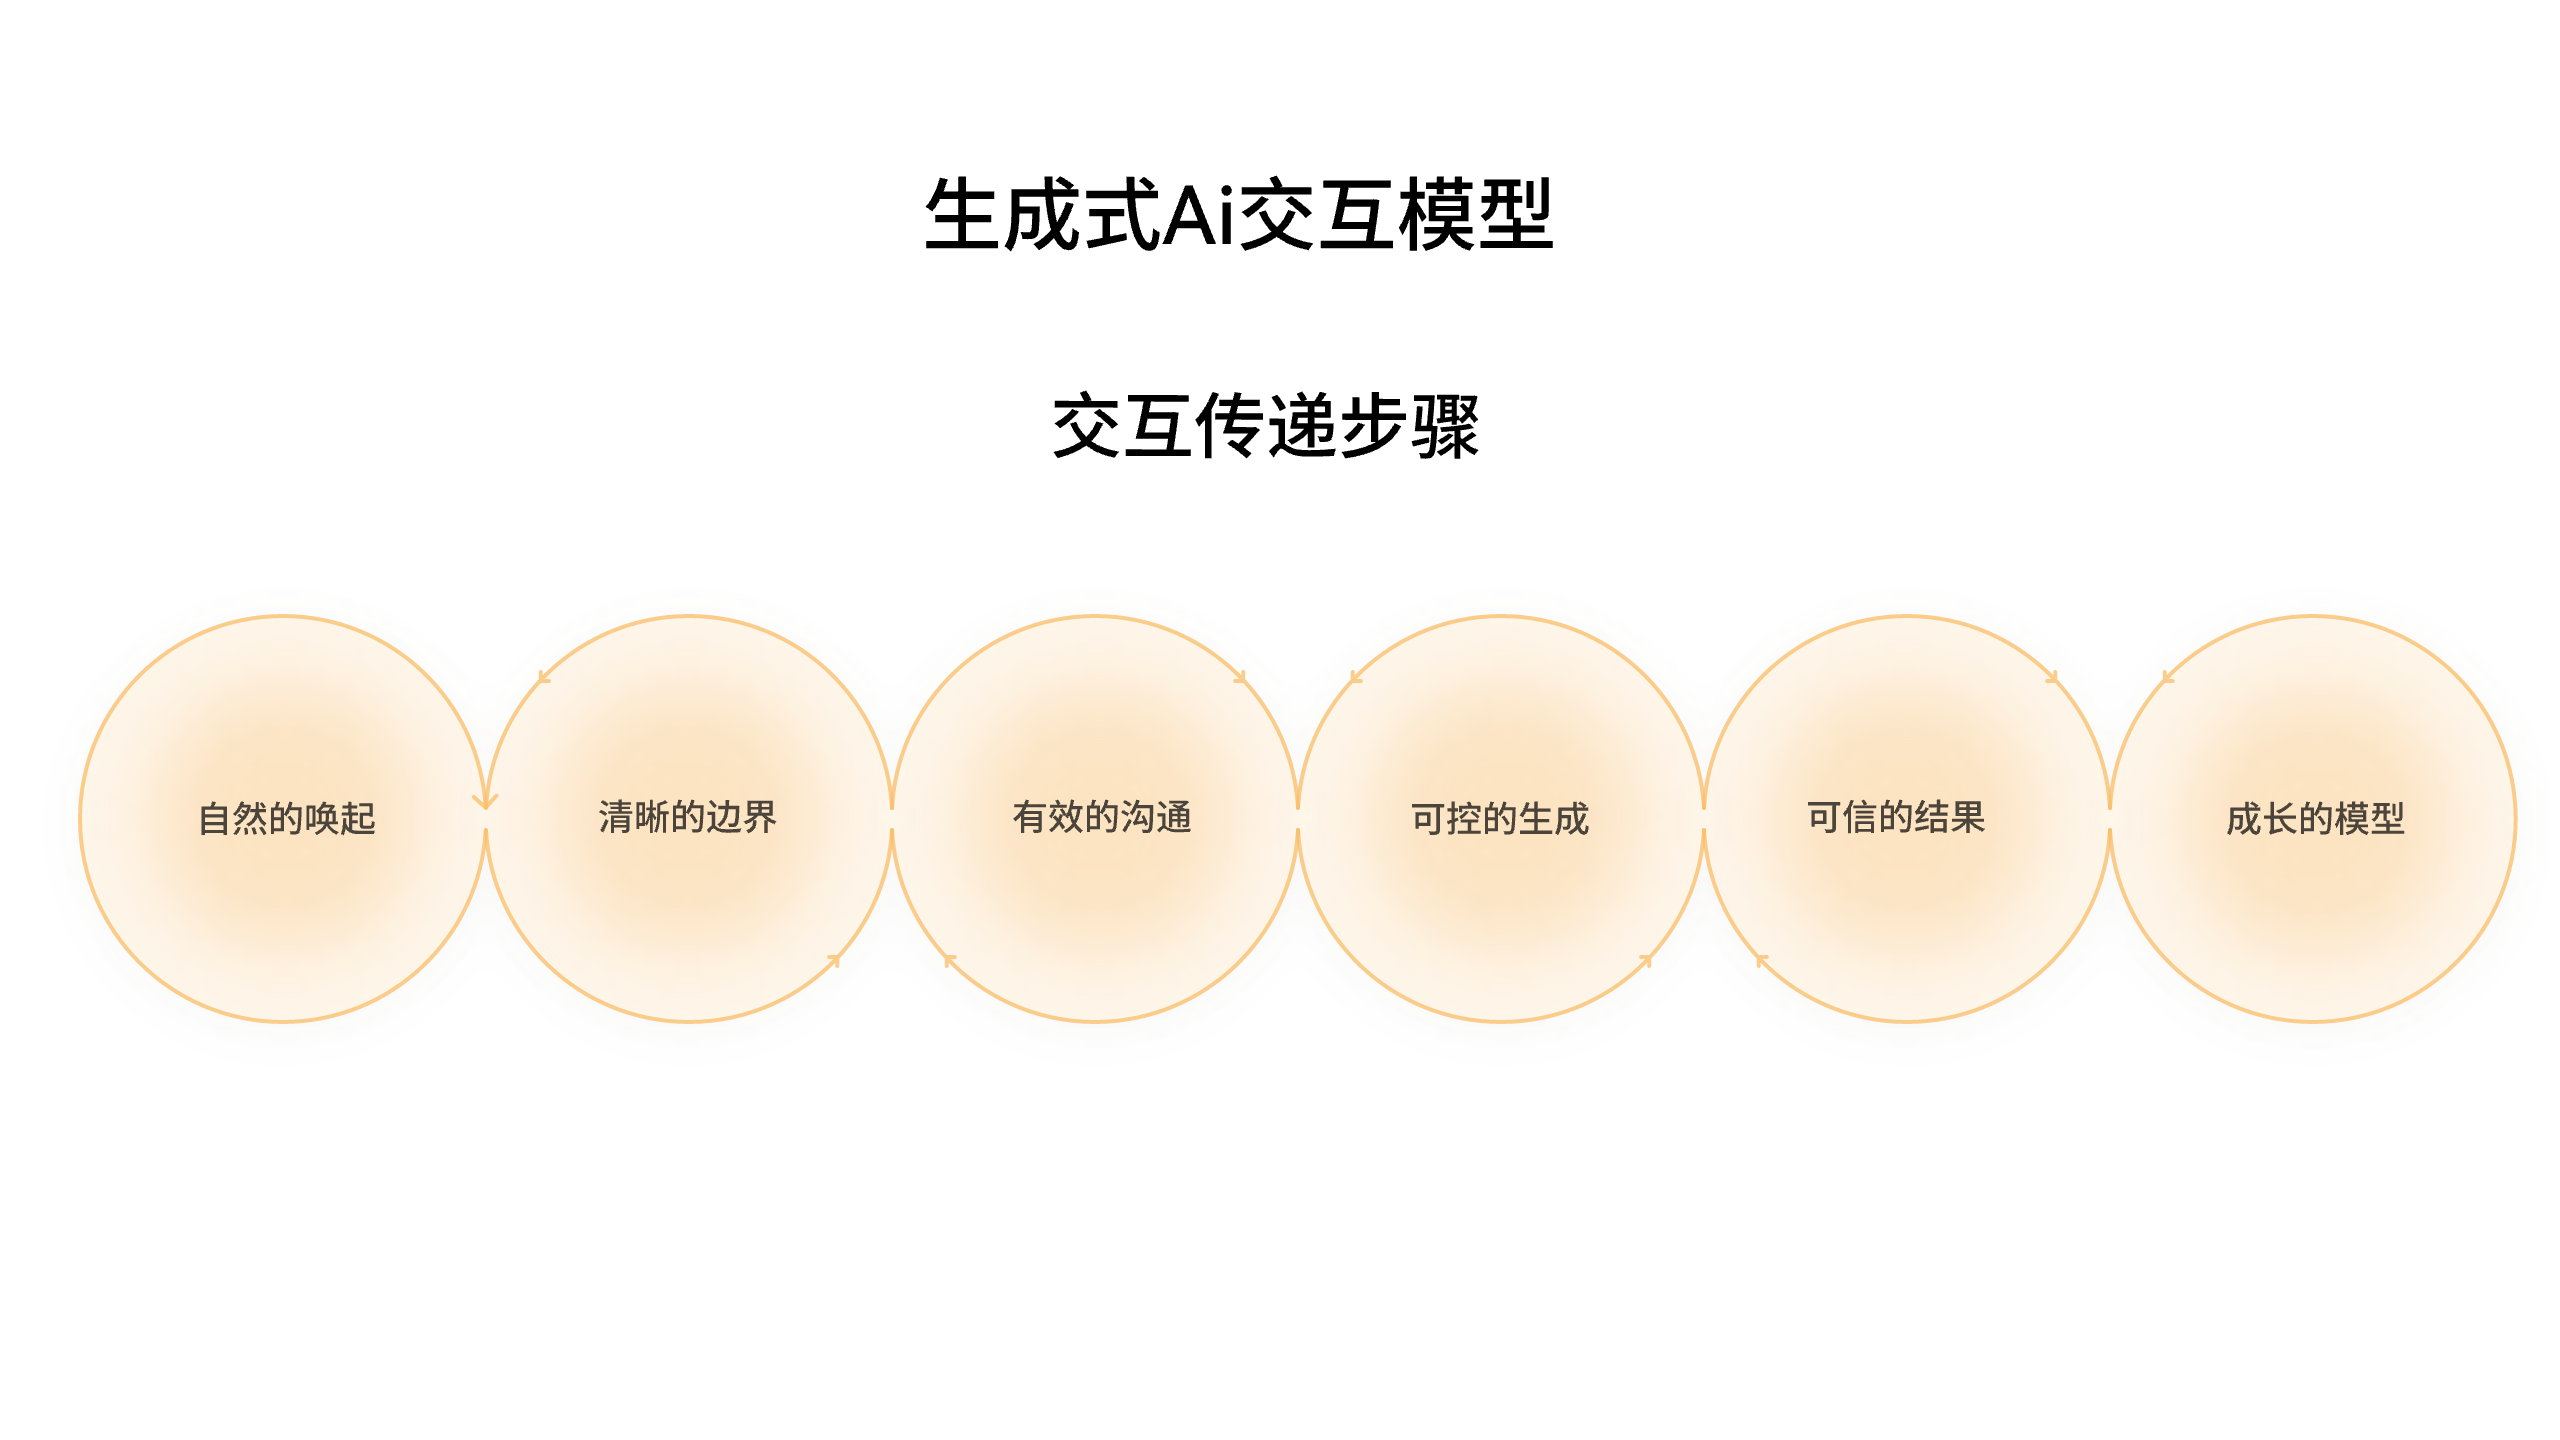 生成式Ai交互模型
交互传递步骤
自然的唤起
清晰的边界
有效的沟通
可控的生成
可信的结果
成长的模型